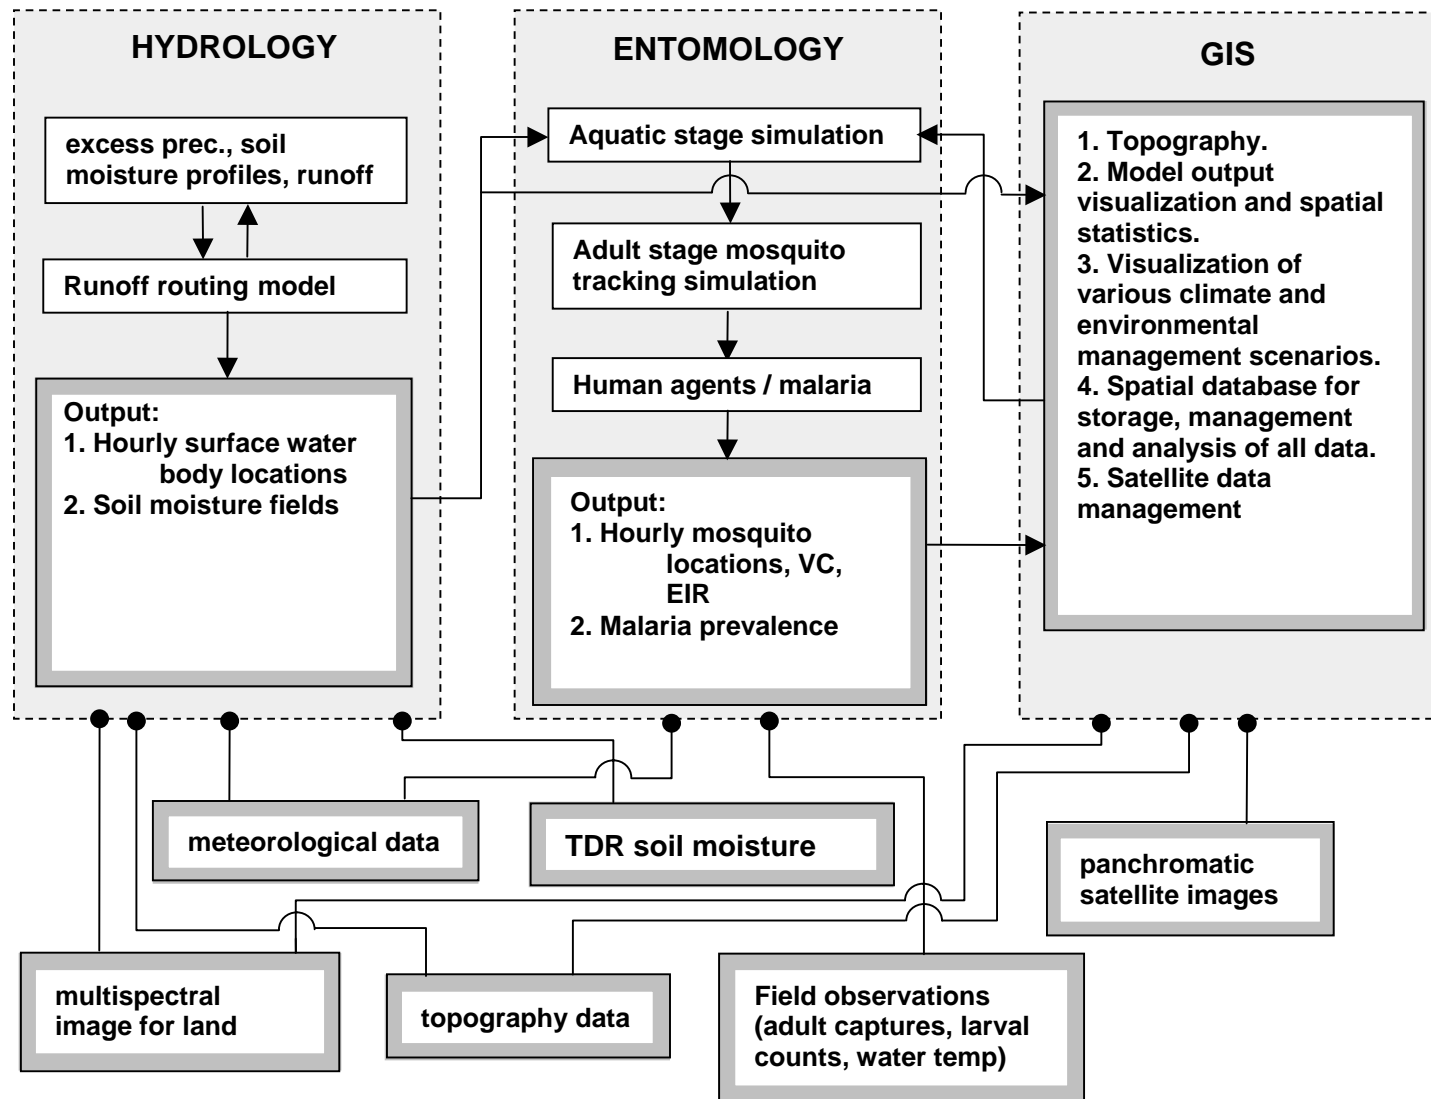 HYDROLOGY
excess prec., soil
moisture profiles, runoff
Runoff routing model
Output:
1. Hourly surface water
body locations
2. Soil moisture fields
ENTOMOLOGY
Aquatic stage simulation
Adult stage mosquito
tracking simulation
Human agents / malaria
Output:
1. Hourly mosquito
locations, VC,
EIR
2. Malaria prevalence
GIS
1. Topography.
2. Model output
visualization and spatial
statistics.
3. Visualization of
various climate and
environmental
management scenarios.
4. Spatial database for
storage, management
and analysis of all data.
5. Satellite data
management
meteorological data
TDR soil moisture
panchromatic
satellite images
multispectral
image for land
topography data
Field observations
(adult captures, larval
counts, water temp)